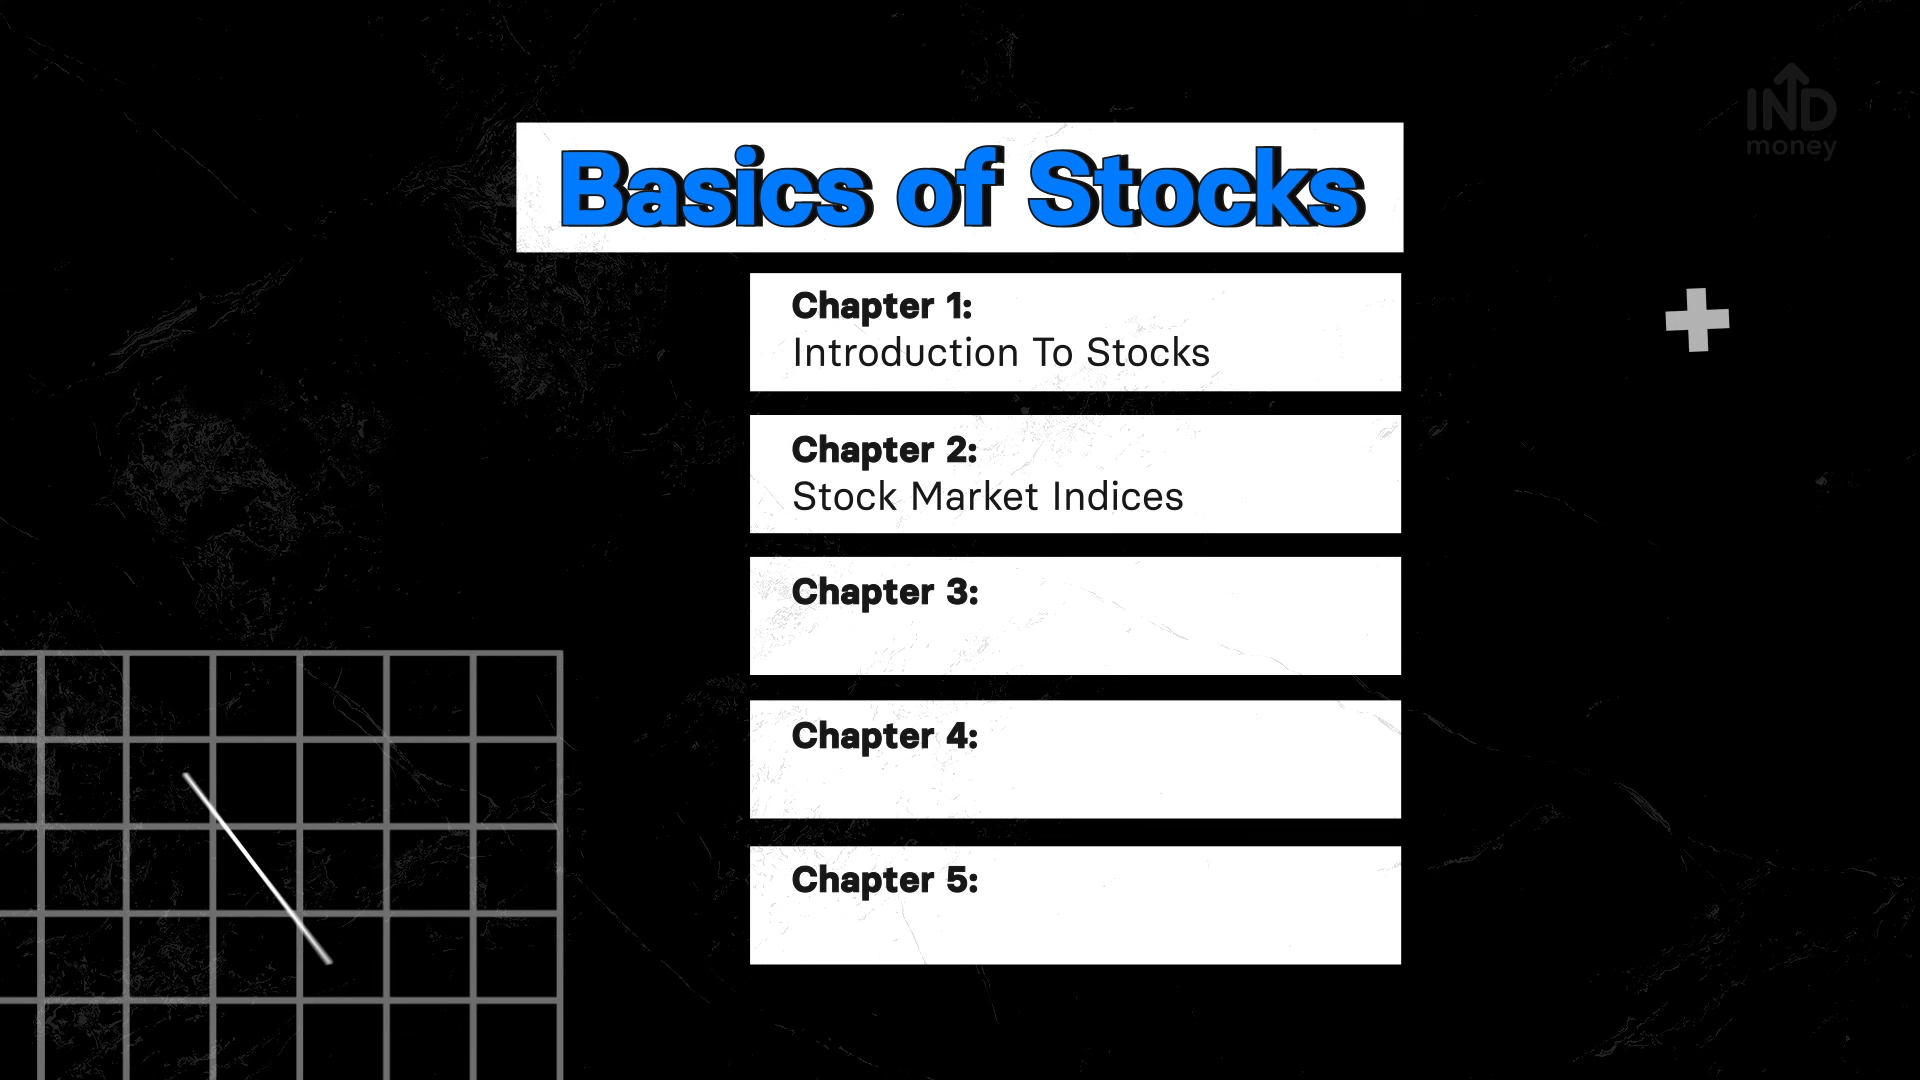 IND
money
Basics of Stocks
Chapter 1:
Introduction To Stocks
Chapter 2:
Stock Market Indices
Chapter 3:
Chapter 4:
Chapter 5: